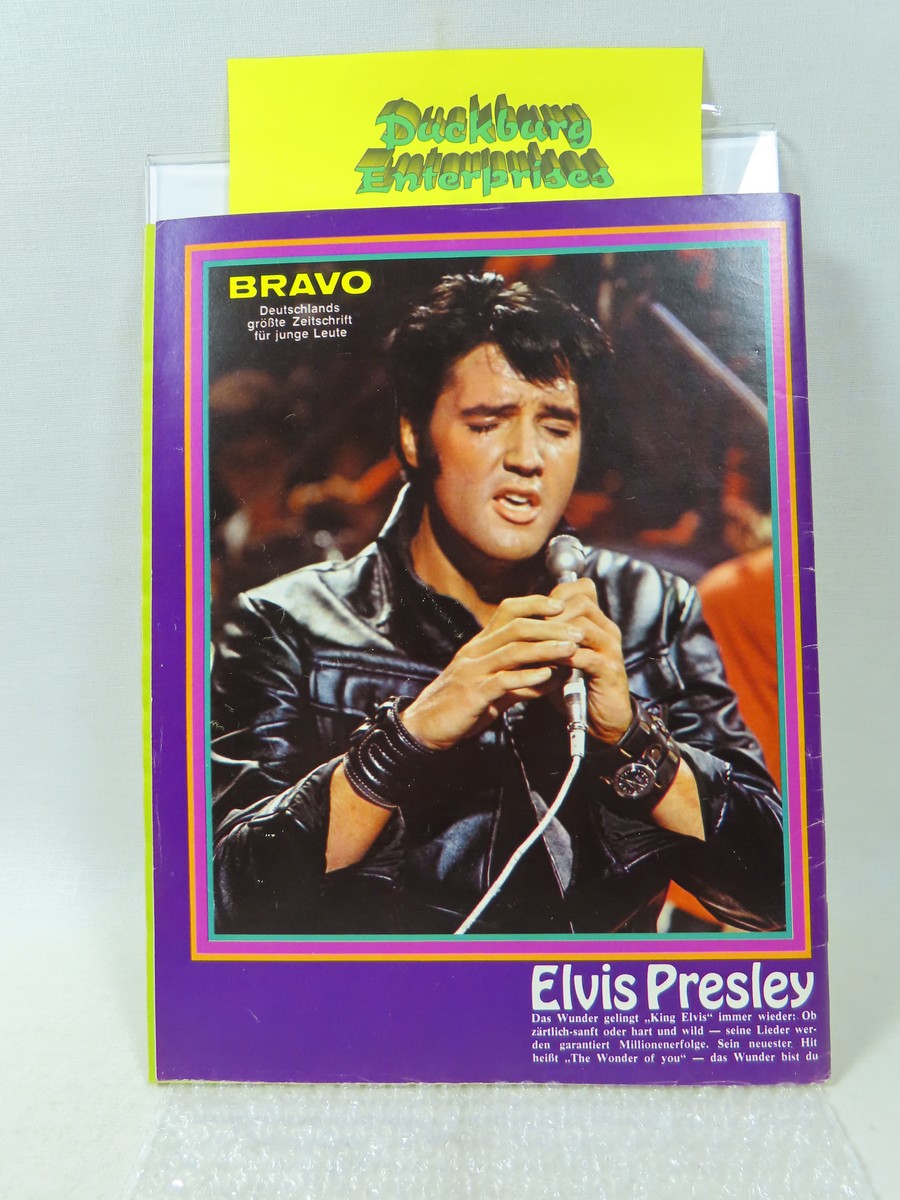 Duckburg
Enterprises
BRAVO
Deutschlands
größte Zeitschrift
für junge Leute
Elvis Presley
Das Wunder gelingt „King Elvis“ immer wieder: Ob
zärtlich-sanft oder hart und wild — seine Lieder wer-
den garantiert Millionenerfolge. Sein neuester Hit
heißt „The Wonder of you“ — das Wunder bist du